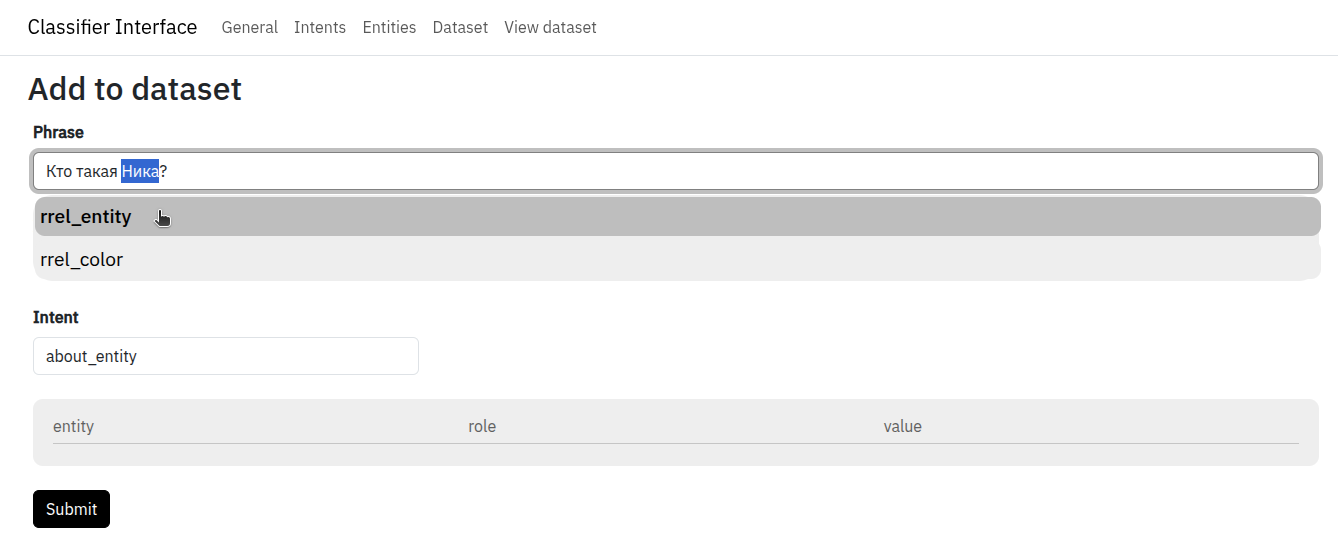 Classifier Interface General Intents Entities Dataset View dataset
Add to dataset
Phrase
Кто такая Ника?
rrel_entity
rrel_color
Intent
about_entity
entity role value
Submit